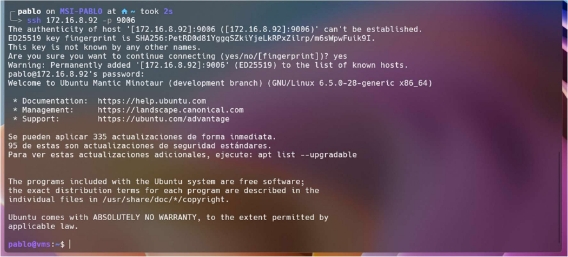 pablo on MSI-PABLO at ~ took 2s
ssh 172.16.8.92 -p 9006
The authenticity of host '[172.16.8.92]:9006 ([172.16.8.92]:9006)' can't be established.
ED25519 key fingerprint is SHA256:PetRD0d81YggqSZkiYjeLkRPxZilrp/m6sWpwFuik9I.
This key is not known by any other names.
Are you sure you want to continue connecting (yes/no/[fingerprint])? yes
Warning: Permanently added '[172.16.8.92]:9006' (ED25519) to the list of known hosts.
pablo@172.16.8.92's password:
Welcome to Ubuntu Mantic Minotaur (development branch) (GNU/Linux 6.5.0-28-generic x86_64)
* Documentation: https://help.ubuntu.com
* Management: https://landscape.canonical.com
* Support: https://ubuntu.com/advantage
Se pueden aplicar 335 actualizaciones de forma inmediata.
95 de estas son actualizaciones de seguridad estándares.
Para ver estas actualizaciones adicionales, ejecute: apt list --upgradable
The programs included with the Ubuntu system are free software;
the exact distribution terms for each program are described in the
individual files in /usr/share/doc/*/copyright.
Ubuntu comes with ABSOLUTELY NO WARRANTY, to the extent permitted by
applicable law.
pablo@vms:~$